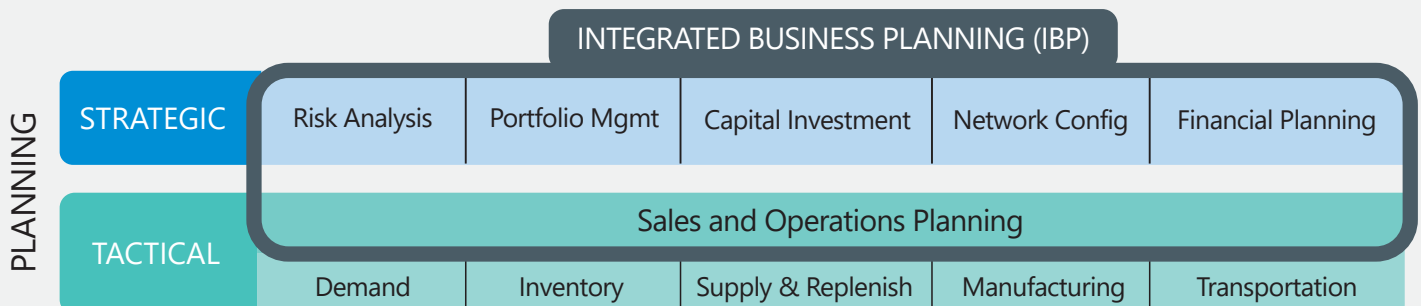 INTEGRATED BUSINESS PLANNING (IBP)
PLANNING
STRATEGIC
Risk Analysis
Portfolio Mgmt
Capital Investment
Network Config
Financial Planning
TACTICAL
Sales and Operations Planning
Demand
Inventory
Supply & Replenish
Manufacturing
Transportation